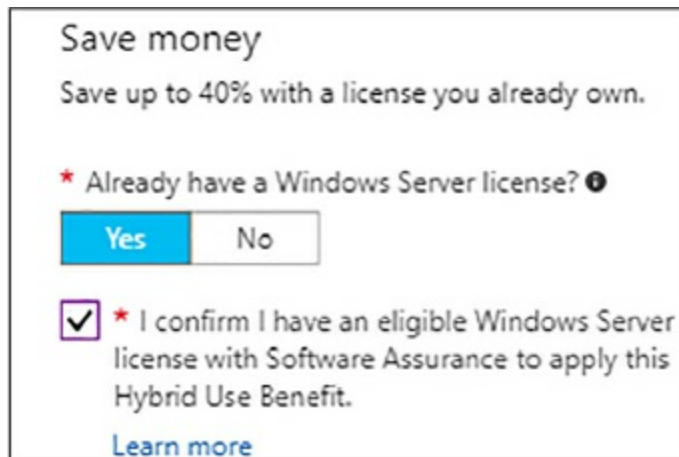 Save money
Save up to 40% with a license you already own.
* Already have a Windows Server license?
Yes No
* I confirm I have an eligible Windows Server
license with Software Assurance to apply this
Hybrid Use Benefit.
Learn more